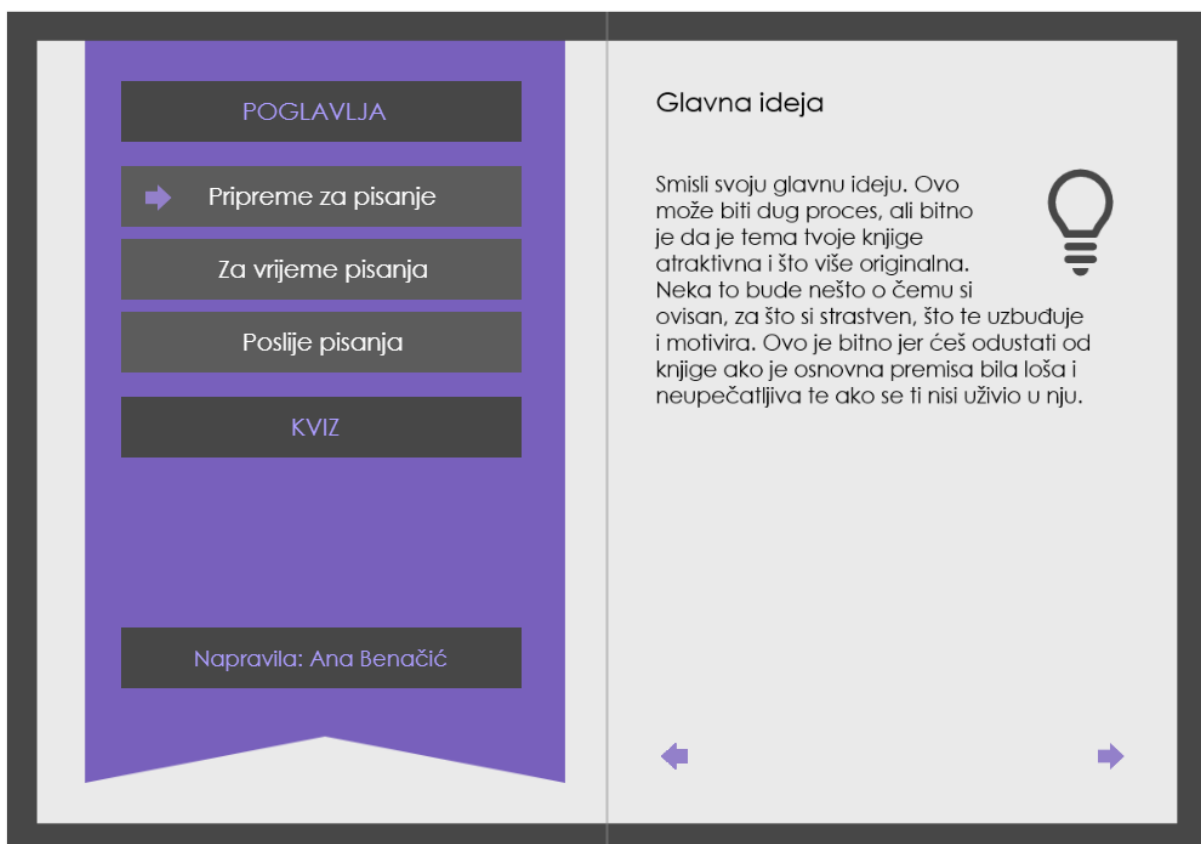 POGLAVLJA
Pripreme za pisanje
Za vrijeme pisanja
Poslije pisanja
KVIZ
Napravila: Ana Benačić
Glavna ideja
Smisli svoju glavnu ideju. Ovo
može biti dug proces, ali bitno
je da je tema tvoje knjige
atraktivna i što više originalna.
Neka to bude nešto o čemu si
ovisan, za što si strastven, što te uzbuđuje
i motivira. Ovo je bitno jer ćeš odustati od
knjige ako je osnovna premisa bila loša i
neupečatljiva te ako se ti nisi uživio u nju.